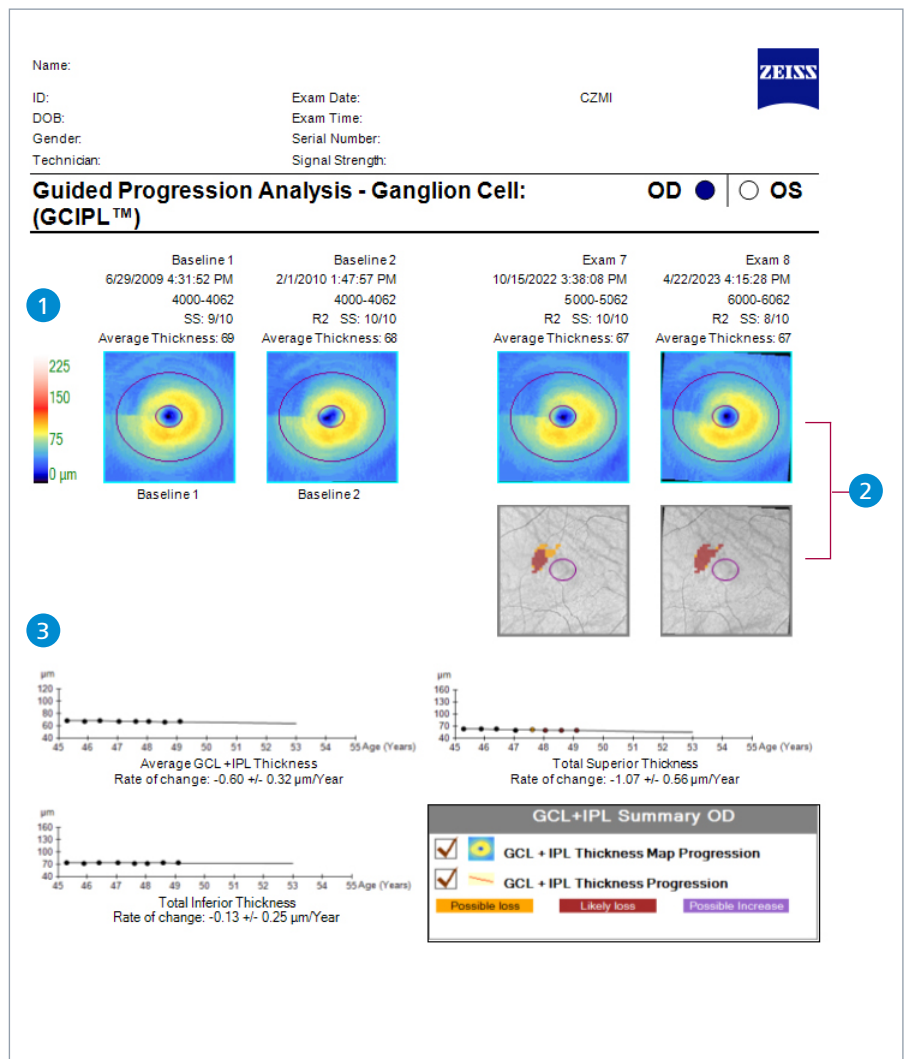 Name:
ZEISS
ID:
Exam Date:
CZMI
DOB:
Exam Time:
Gender:
Serial Number:
Technician:
Signal Strength:
Guided Progression Analysis - Ganglion Cell:
(GCIPL™)
OD
OS
1
Baseline 1
6/29/2009 4:31:52 PM
4000-4062
SS: 9/10
Average Thickness: 69
Baseline 2
2/1/2010 1:47:57 PM
4000-4062
R2 SS: 10/10
Average Thickness: 68
Exam 7
10/15/2022 3:38:08 PM
5000-5062
R2 SS: 10/10
Average Thickness: 67
Exam 8
4/22/2023 4:15:28 PM
6000-6062
R2 SS: 8/10
Average Thickness: 67
225
150
75
0 µm
Baseline 1
Baseline 2
2
3
µm
120
100
80
60
40
45 46 47 48 49 50 51 52 53 54 55 Age (Years)
Average GCL +IPL Thickness
Rate of change: -0.60 +/- 0.32 µm/Year
µm
160
130
100
70
40
45 46 47 48 49 50 51 52 53 54 55 Age (Years)
Total Superior Thickness
Rate of change: -1.07 +/- 0.56 µm/Year
µm
160
130
100
70
40
45 46 47 48 49 50 51 52 53 54 55 Age (Years)
Total Inferior Thickness
Rate of change: -0.13 +/- 0.25 µm/Year
GCL+IPL Summary OD
GCL + IPL Thickness Map Progression
GCL + IPL Thickness Progression
Possible loss
Likely loss
Possible Increase